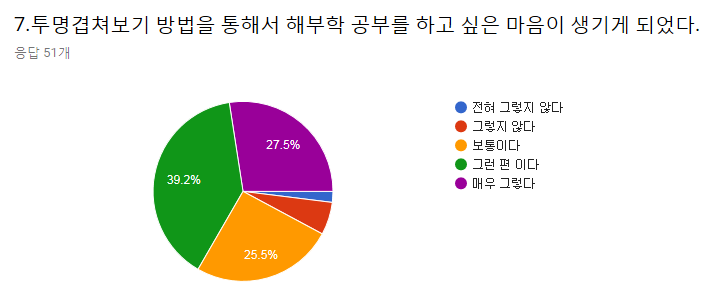 7.투명겹쳐보기 방법을 통해서 해부학 공부를 하고 싶은 마음이 생기게 되었다.
응답 51개
전혀 그렇지 않다
그렇지 않다
보통이다
그런 편 이다
매우 그렇다
27.5%
39.2%
25.5%